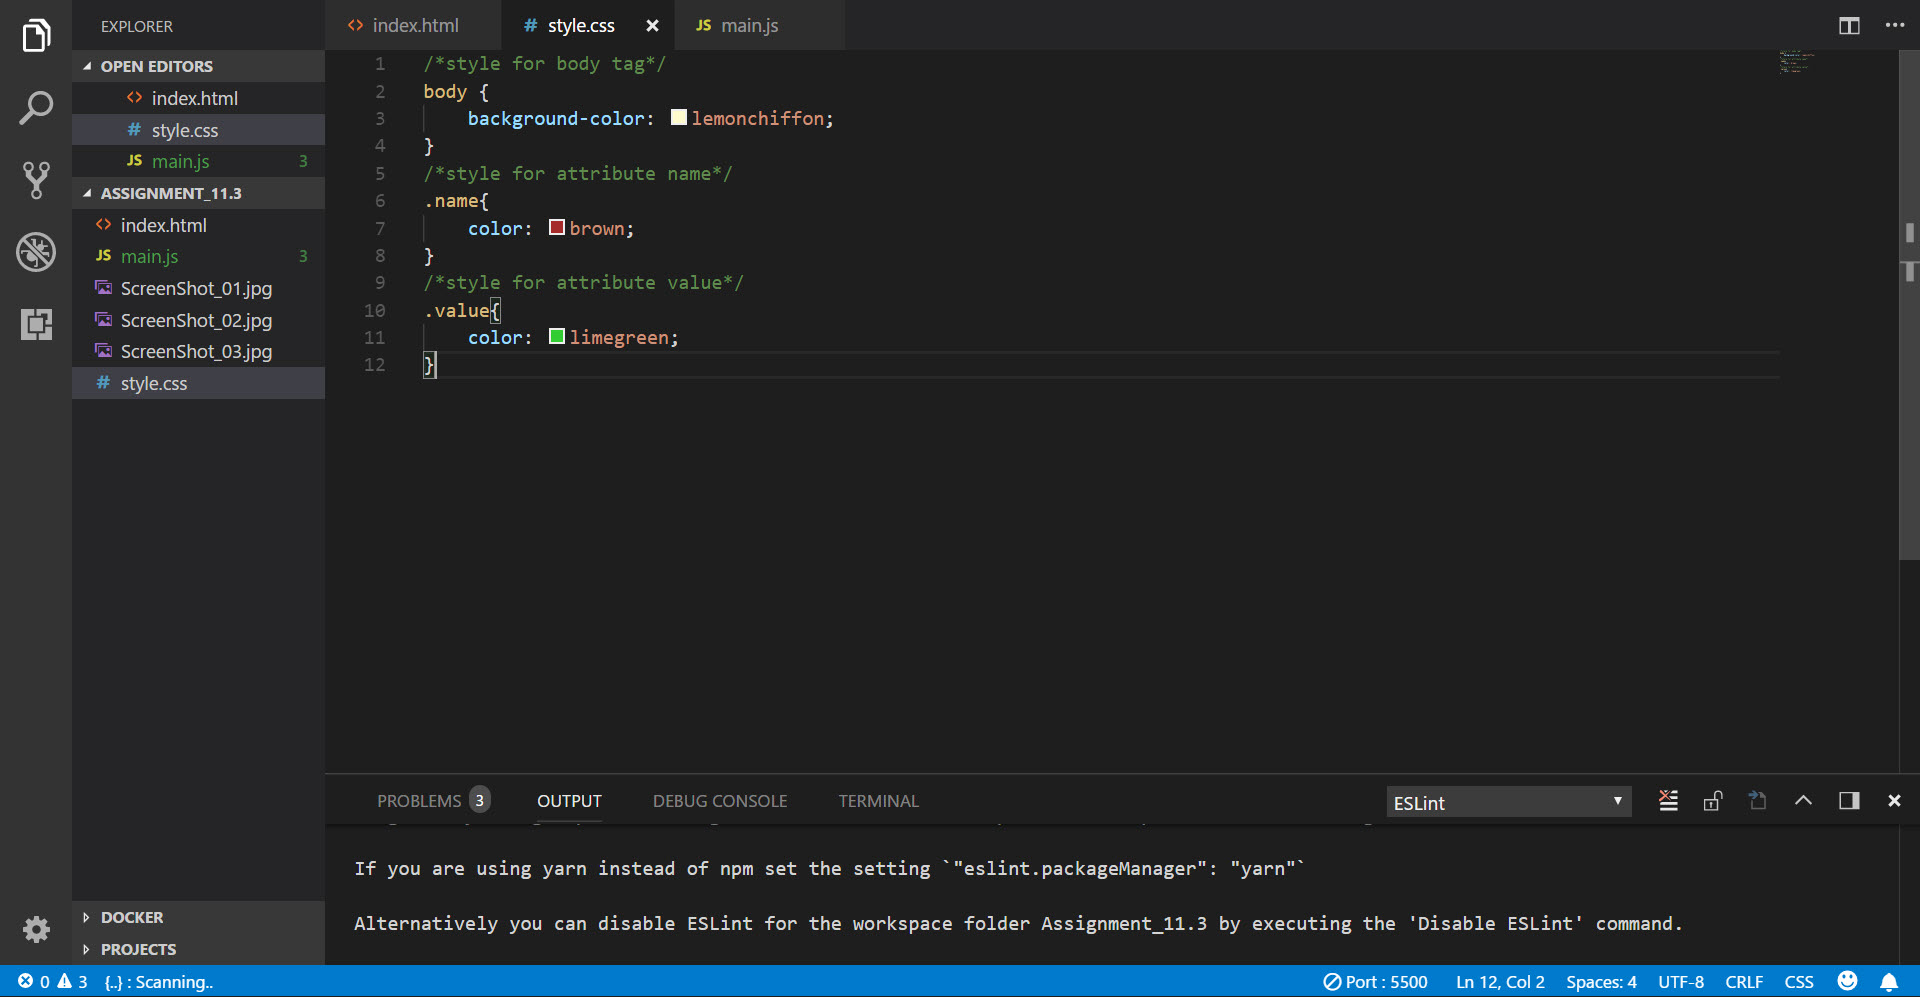 EXPLORER
OPEN EDITORS
<> index.html
# style.css
JS main.js 3
ASSIGNMENT_11.3
<> index.html
JS main.js 3
ScreenShot_01.jpg
ScreenShot_02.jpg
ScreenShot_03.jpg
# style.css
DOCKER
PROJECTS
<> index.html # style.css × JS main.js ...
1 /*style for body tag*/
2 body {
3 background-color: lemonchiffon;
4 }
5 /*style for attribute name*/
6 .name{
7 color: brown;
8 }
9 /*style for attribute value*/
10 .value{
11 color: limegreen;
12 }
PROBLEMS 3 OUTPUT DEBUG CONSOLE TERMINAL ESLint
If you are using yarn instead of npm set the setting `"eslint.packageManager": "yarn"`
Alternatively you can disable ESLint for the workspace folder Assignment_11.3 by executing the 'Disable ESLint' command.
0 3 {..} : Scanning.. Port : 5500 Ln 12, Col 2 Spaces: 4 UTF-8 CRLF CSS